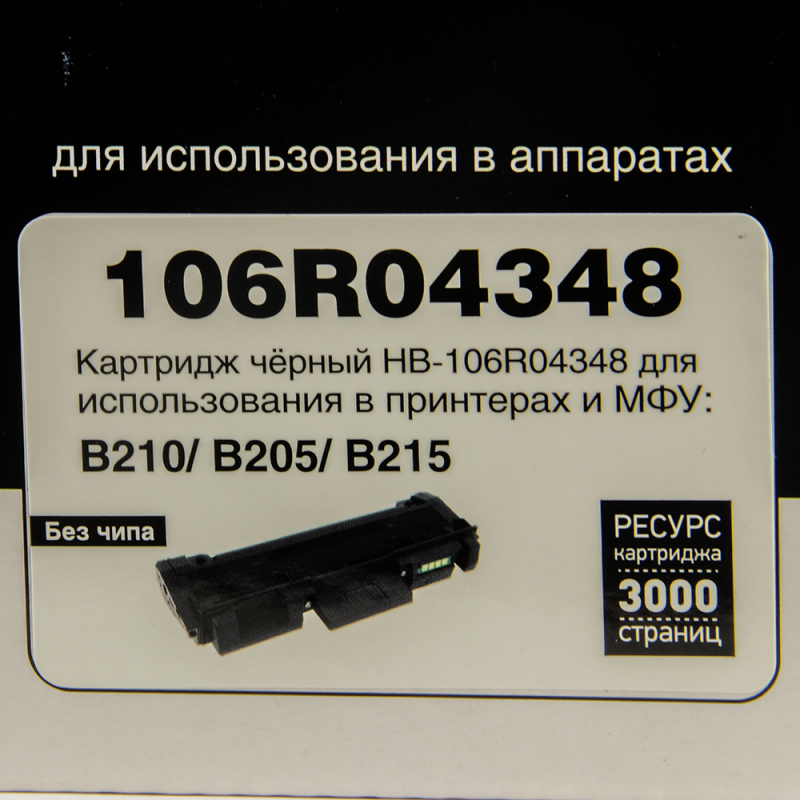 для использования в аппаратах
106R04348
Картридж чёрный HB-106R04348 для
использования в принтерах и МФУ:
B210/ B205/ B215
Без чипа
РЕСУРС
картриджа
3000
страниц